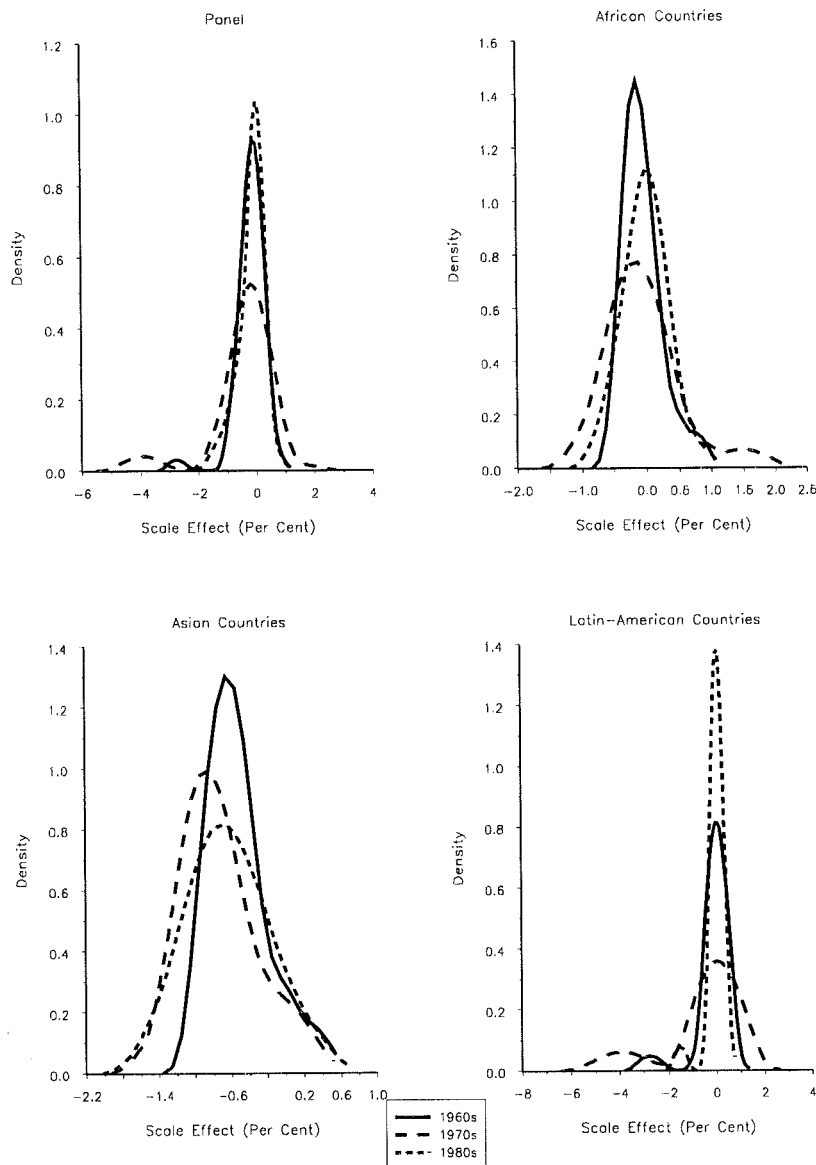 Panel
1.2
1.0
0.8
0.6
0.4
0.2
0.0
Density
-6 -4 -2 0 2 4
Scale Effect (Per Cent)
African Countries
1.6
1.4
1.2
1.0
0.8
0.6
0.4
0.2
0.0
Density
-2.0 -1.0 0.0 0.5 1.0 1.5 2.0 2.5
Scale Effect (Per Cent)
Asian Countries
1.4
1.2
1.0
0.8
0.6
0.4
0.2
0.0
Density
-2.2 -1.4 -0.6 0.2 0.6 1.0
Scale Effect (Per Cent)
Latin-American Countries
1.4
1.2
1.0
0.8
0.6
0.4
0.2
0.0
Density
-8 -6 -4 -2 0 2 4
Scale Effect (Per Cent)
1960s
1970s
1980s